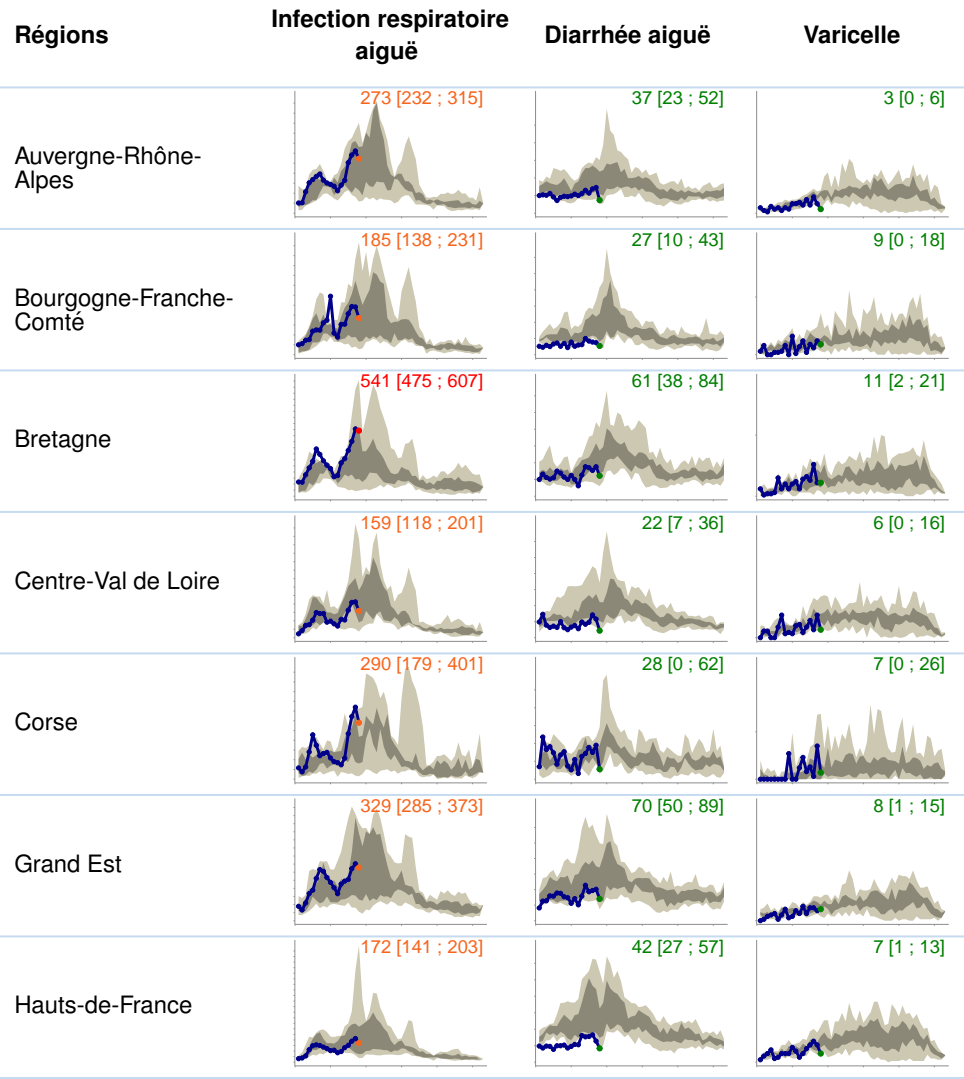 Régions
Infection respiratoire
aiguë
Diarrhée aiguë
Varicelle
Auvergne-Rhône-
Alpes
273 [232 ; 315]
37 [23 ; 52]
3 [0 ; 6]
Bourgogne-Franche-
Comté
185 [138 ; 231]
27 [10 ; 43]
9 [0 ; 18]
Bretagne
541 [475 ; 607]
61 [38 ; 84]
11 [2 ; 21]
Centre-Val de Loire
159 [118 ; 201]
22 [7 ; 36]
6 [0 ; 16]
Corse
290 [179 ; 401]
28 [0 ; 62]
7 [0 ; 26]
Grand Est
329 [285 ; 373]
70 [50 ; 89]
8 [1 ; 15]
Hauts-de-France
172 [141 ; 203]
42 [27 ; 57]
7 [1 ; 13]